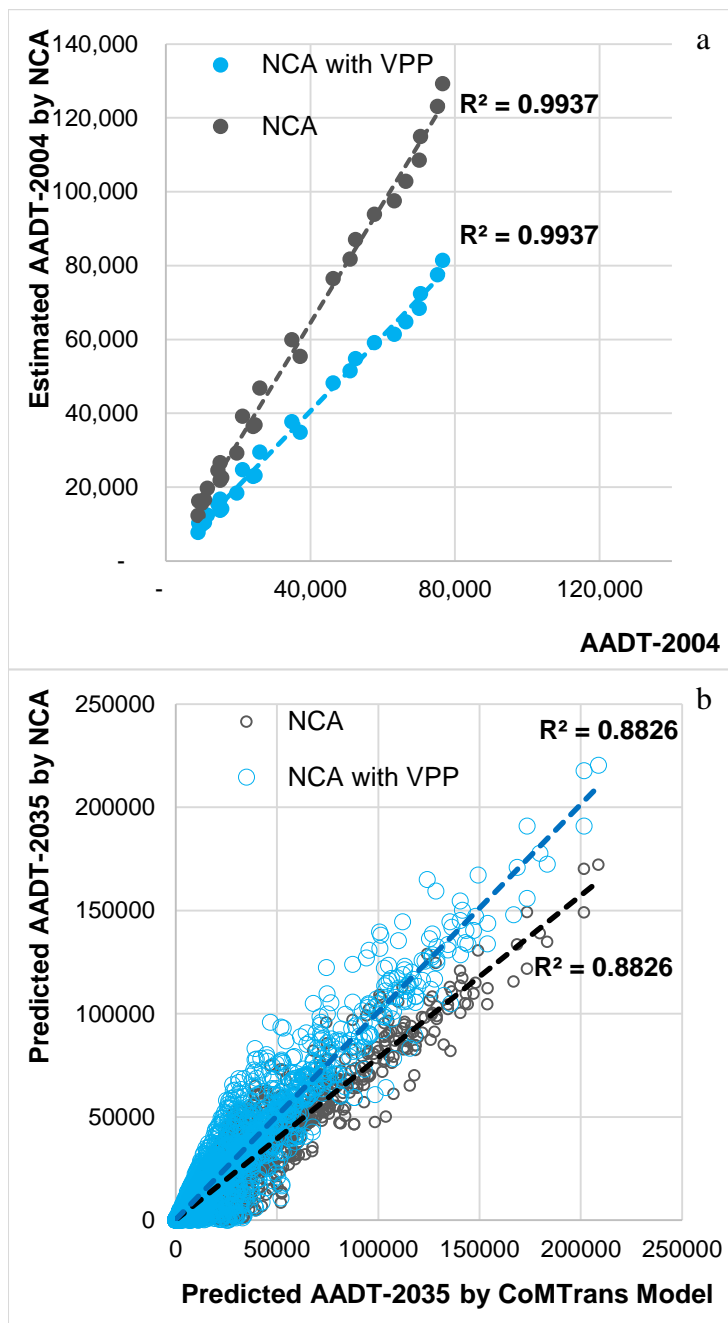 a
140,000
NCA with VPP
R² = 0.9937
120,000
NCA
100,000
R² = 0.9937
80,000
60,000
40,000
20,000
-
Estimated AADT-2004 by NCA
-
40,000
80,000
120,000
AADT-2004
b
250000
NCA
R² = 0.8826
NCA with VPP
200000
150000
R² = 0.8826
100000
50000
0
Predicted AADT-2035 by NCA
0
50000
100000
150000
200000
250000
Predicted AADT-2035 by CoMTrans Model